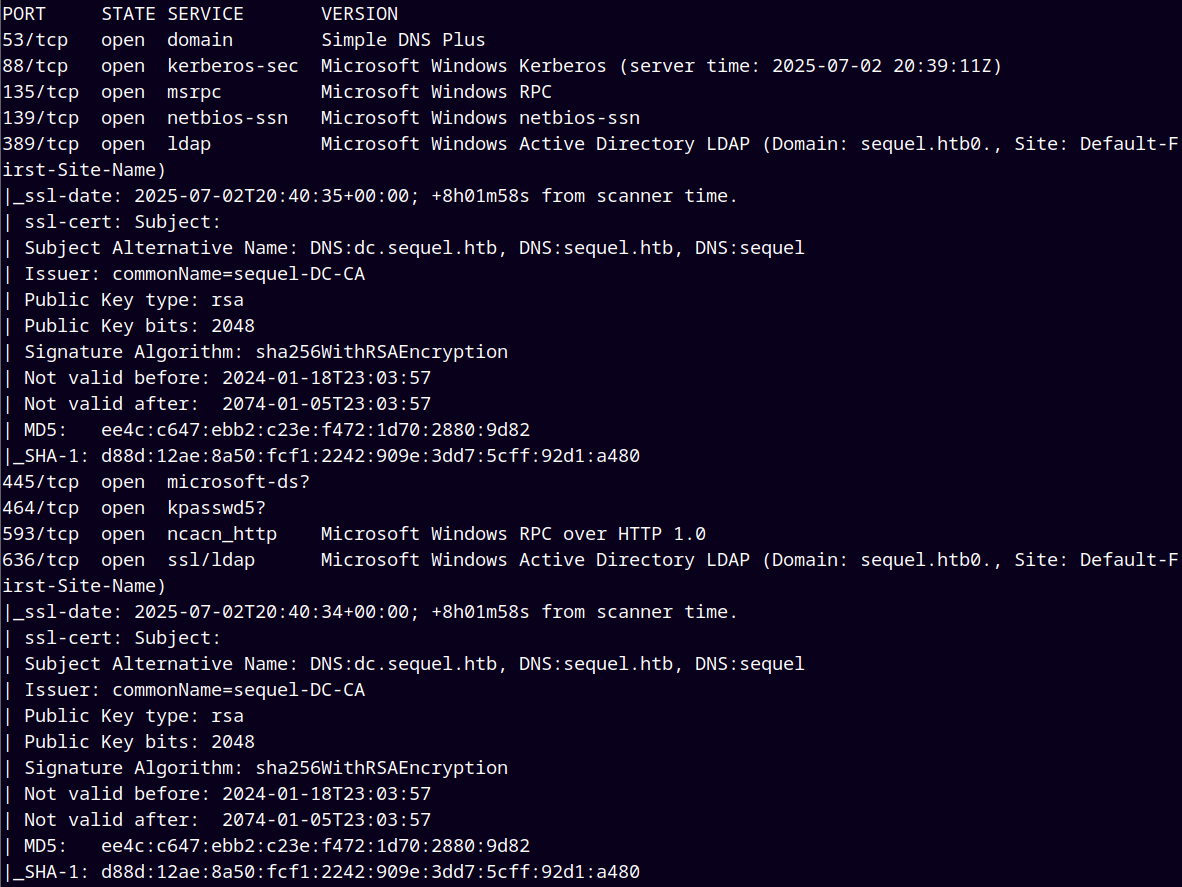 PORT     STATE SERVICE       VERSION
53/tcp   open  domain        Simple DNS Plus
88/tcp   open  kerberos-sec  Microsoft Windows Kerberos (server time: 2025-07-02 20:39:11Z)
135/tcp  open  msrpc         Microsoft Windows RPC
139/tcp  open  netbios-ssn   Microsoft Windows netbios-ssn
389/tcp  open  ldap          Microsoft Windows Active Directory LDAP (Domain: sequel.htb0., Site: Default-F
irst-Site-Name)
|_ssl-date: 2025-07-02T20:40:35+00:00; +8h01m58s from scanner time.
| ssl-cert: Subject:
| Subject Alternative Name: DNS:dc.sequel.htb, DNS:sequel.htb, DNS:sequel
| Issuer: commonName=sequel-DC-CA
| Public Key type: rsa
| Public Key bits: 2048
| Signature Algorithm: sha256WithRSAEncryption
| Not valid before: 2024-01-18T23:03:57
| Not valid after:  2074-01-05T23:03:57
| MD5:   ee4c:c647:ebb2:c23e:f472:1d70:2880:9d82
|_SHA-1: d88d:12ae:8a50:fcf1:2242:909e:3dd7:5cff:92d1:a480
445/tcp  open  microsoft-ds?
464/tcp  open  kpasswd5?
593/tcp  open  ncacn_http    Microsoft Windows RPC over HTTP 1.0
636/tcp  open  ssl/ldap      Microsoft Windows Active Directory LDAP (Domain: sequel.htb0., Site: Default-F
irst-Site-Name)
|_ssl-date: 2025-07-02T20:40:34+00:00; +8h01m58s from scanner time.
| ssl-cert: Subject:
| Subject Alternative Name: DNS:dc.sequel.htb, DNS:sequel.htb, DNS:sequel
| Issuer: commonName=sequel-DC-CA
| Public Key type: rsa
| Public Key bits: 2048
| Signature Algorithm: sha256WithRSAEncryption
| Not valid before: 2024-01-18T23:03:57
| Not valid after:  2074-01-05T23:03:57
| MD5:   ee4c:c647:ebb2:c23e:f472:1d70:2880:9d82
|_SHA-1: d88d:12ae:8a50:fcf1:2242:909e:3dd7:5cff:92d1:a480